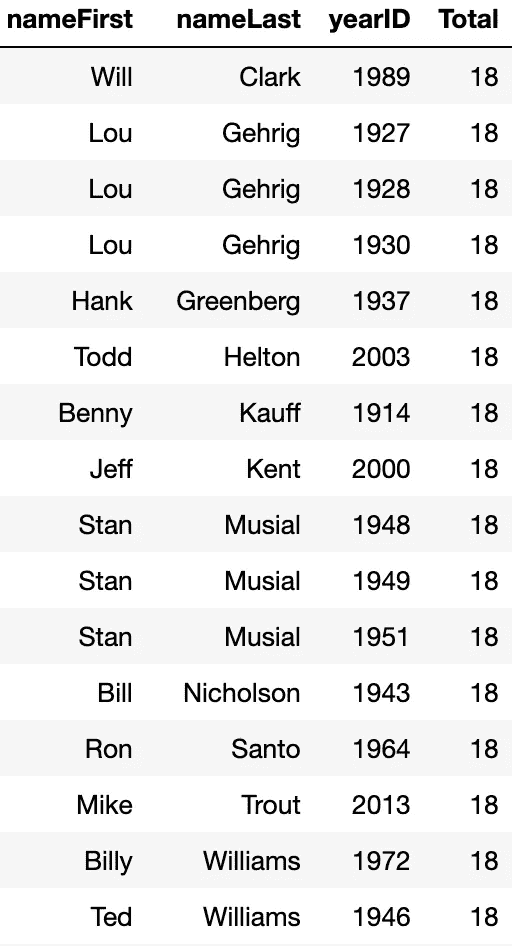 nameFirst nameLast yearID Total
Will Clark 1989 18
Lou Gehrig 1927 18
Lou Gehrig 1928 18
Lou Gehrig 1930 18
Hank Greenberg 1937 18
Todd Helton 2003 18
Benny Kauff 1914 18
Jeff Kent 2000 18
Stan Musial 1948 18
Stan Musial 1949 18
Stan Musial 1951 18
Bill Nicholson 1943 18
Ron Santo 1964 18
Mike Trout 2013 18
Billy Williams 1972 18
Ted Williams 1946 18